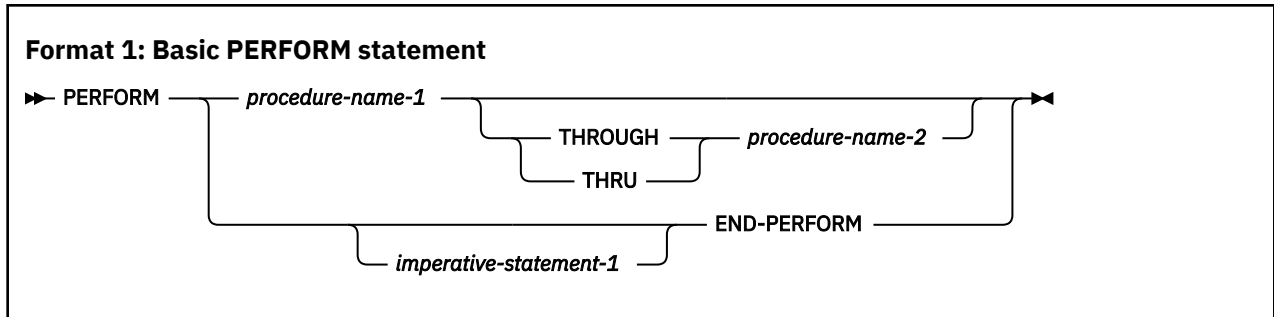 Format 1: Basic PERFORM statement
PERFORM procedure-name-1
THROUGH procedure-name-2
THRU
END-PERFORM
imperative-statement-1